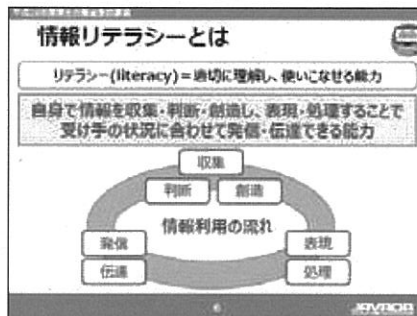 情報リテラシーとは
リテラシー(literacy)＝適切に理解し、使いこなせる能力
自身で情報を収集・判断・創造し、表現・処理することで
受け手の状況に合わせて発信・伝達できる能力
収集
判断 創造
情報利用の流れ
発信 表現
伝達 処理